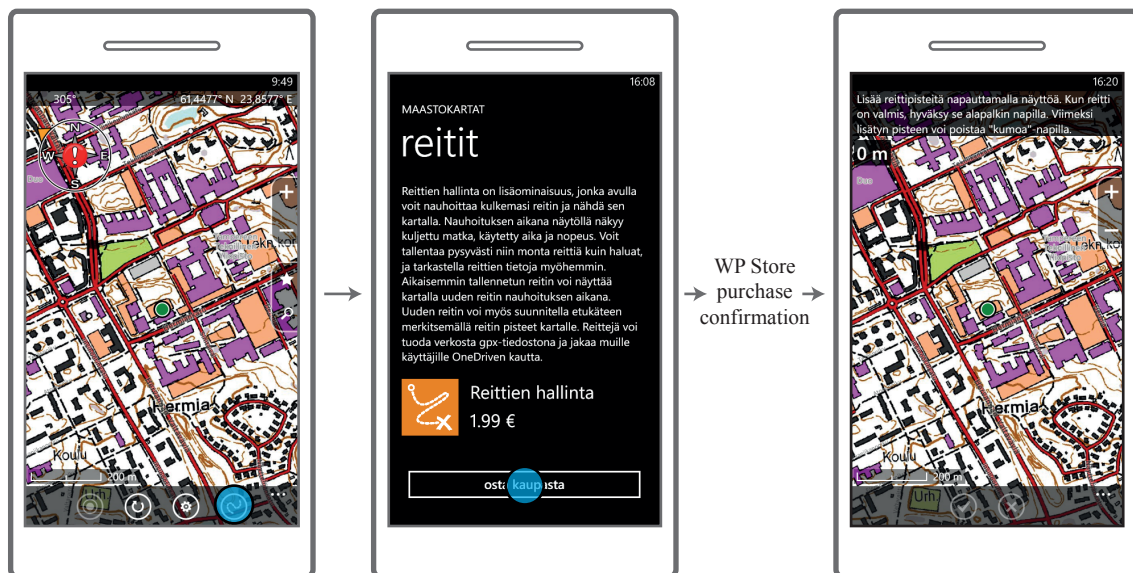 9:49
305°
61,4477° N 23,8577° E
N
W
E
S
Duo
+
−
Hermia
Koulu
200 m
Urh.
...
16:08
MAASTOKARTAT
reitit
Reittien hallinta on lisäominaisuus, jonka avulla
voit nauhoittaa kulkemasi reitin ja nähdä sen
kartalla. Nauhoituksen aikana näytöllä näkyy
kuljettu matka, käytetty aika ja nopeus. Voit
tallentaa pysyvästi niin monta reittiä kuin haluat,
ja tarkastella reittien tietoja myöhemmin.
Aikaisemmin tallennetun reitin voi näyttää
kartalla uuden reitin nauhoituksen aikana.
Uuden reitin voi myös suunnitella etukäteen
merkitsemällä reitin pisteet kartalle. Reittejä voi
tuoda verkosta gpx-tiedostona ja jakaa muille
käyttäjille OneDriven kautta.
Reittien hallinta
1.99 €
osta kaupasta
WP Store
purchase
confirmation
16:20
Lisää reittipisteitä napauttamalla näyttöä. Kun reitti
on valmis, hyväksy se alapalkin napilla. Viimeksi
lisätyn pisteen voi poistaa "kumoa"-napilla.
0 m
Duo
+
−
Hermia
Koulu
200 m
Urh.
...